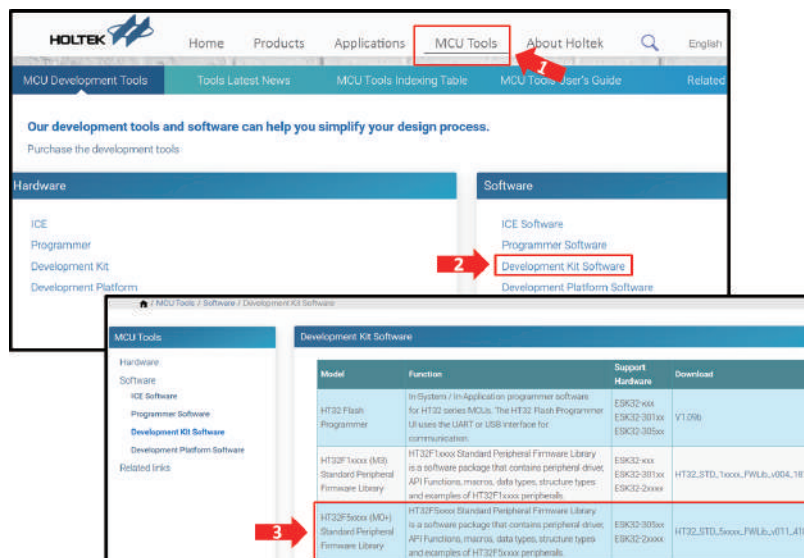 HOLTEK
Home Products Applications MCU Tools About Holtek English
1
MCU Development Tools Tools Latest News MCU Tools Indexing Table MCU Tools User's Guide Related
Our development tools and software can help you simplify your design process.
Purchase the development tools
Hardware
ICE
Programmer
Development Kit
Development Platform
Software
ICE Software
Programmer Software
2
Development Kit Software
Development Platform Software
/ MCU Tools / Software / Development Kit Software
MCU Tools
Hardware
Software
ICE Software
Programmer Software
Development Kit Software
Development Platform Software
Related links
Development Kit Software
Model Function Support Hardware Download
HT32 Flash
Programmer
In-System / In-Application programmer software
for HT32 series MCUs. The HT32 Flash Programmer
UI uses the UART or USB interface for
communication.
ESK32-xxx
ESK32-301xx
ESK32-305xx
V1.09b
HT32F1xxxx (M3)
Standard Peripheral
Firmware Library
HT32F1xxxx Standard Peripheral Firmware Library
is a software package that contains peripheral driver,
API Functions, macros, data types, structure types
and examples of HT32F1xxxx peripherals.
ESK32-xxx
ESK32-301xx
ESK32-2xxxx
HT32_STD_1xxxx_FWLib_v004_18
3
HT32F5xxxx (M0+)
Standard Peripheral
Firmware Library
HT32F5xxxx Standard Peripheral Firmware Library
is a software package that contains peripheral driver,
API Functions, macros, data types, structure types
and examples of HT32F5xxxx peripherals.
ESK32-305xx
ESK32-2xxxx
HT32_STD_5xxxx_FWLib_v011_41